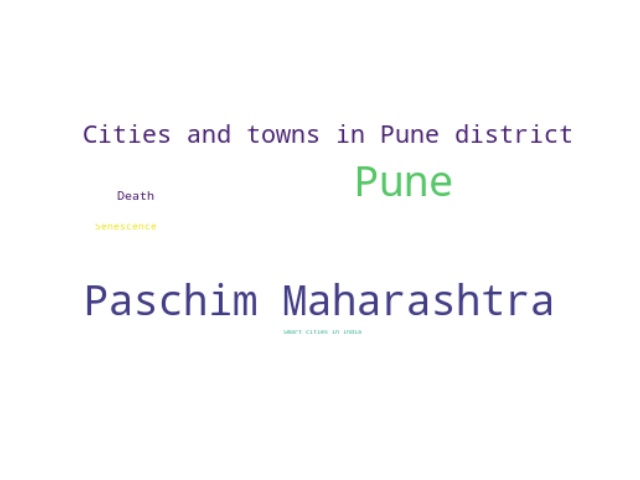 Cities and towns in Pune district
Pune
Death
Senescence
Paschim Maharashtra
Smart Cities in India